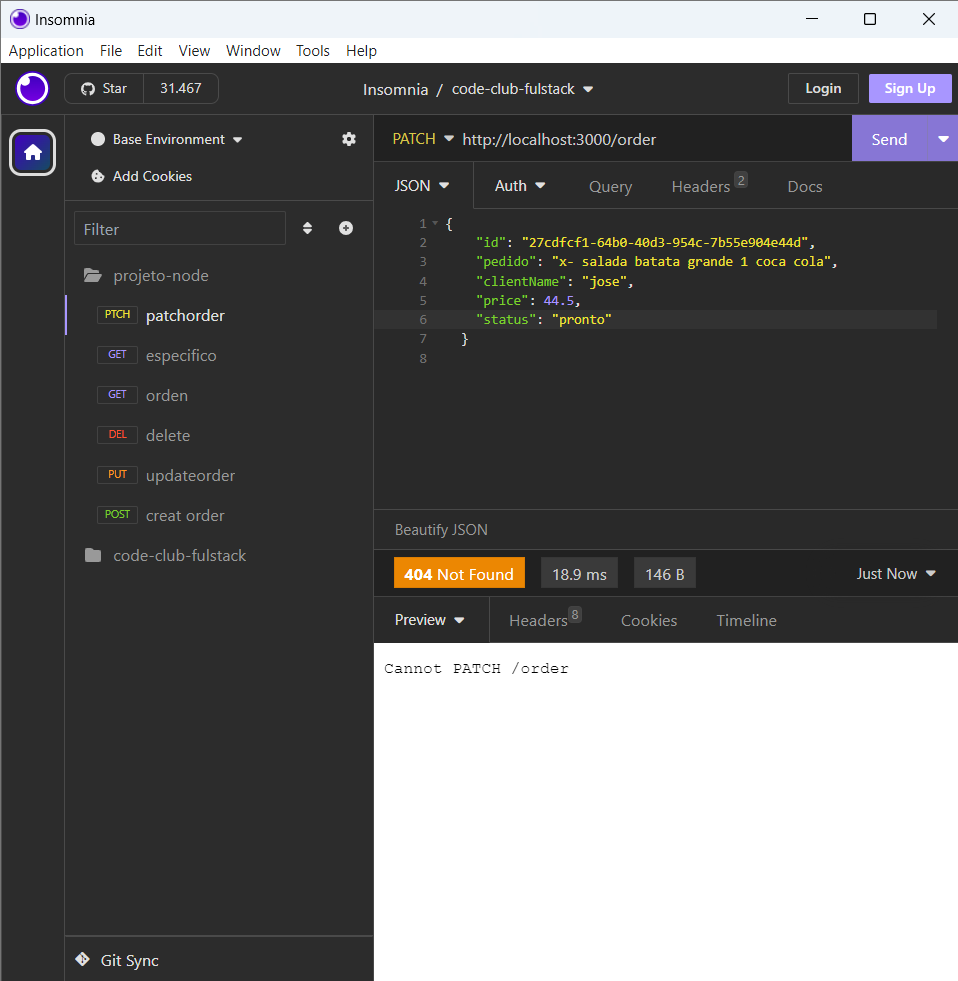 Insomnia
Application File Edit View Window Tools Help
Star 31.467
Insomnia / code-club-fulstack
Login Sign Up
Base Environment
Add Cookies
Filter
projeto-node
PTCH patchorder
GET especifico
GET orden
DEL delete
PUT updateorder
POST creat order
code-club-fulstack
Git Sync
PATCH http://localhost:3000/order Send
JSON Auth Query Headers 2 Docs
1 {
2 "id": "27cdfcf1-64b0-40d3-954c-7b55e904e44d",
3 "pedido": "x- salada batata grande 1 coca cola",
4 "clientName": "jose",
5 "price": 44.5,
6 "status": "pronto"
7 }
8
Beautify JSON
404 Not Found 18.9 ms 146 B Just Now
Preview Headers 8 Cookies Timeline
Cannot PATCH /order